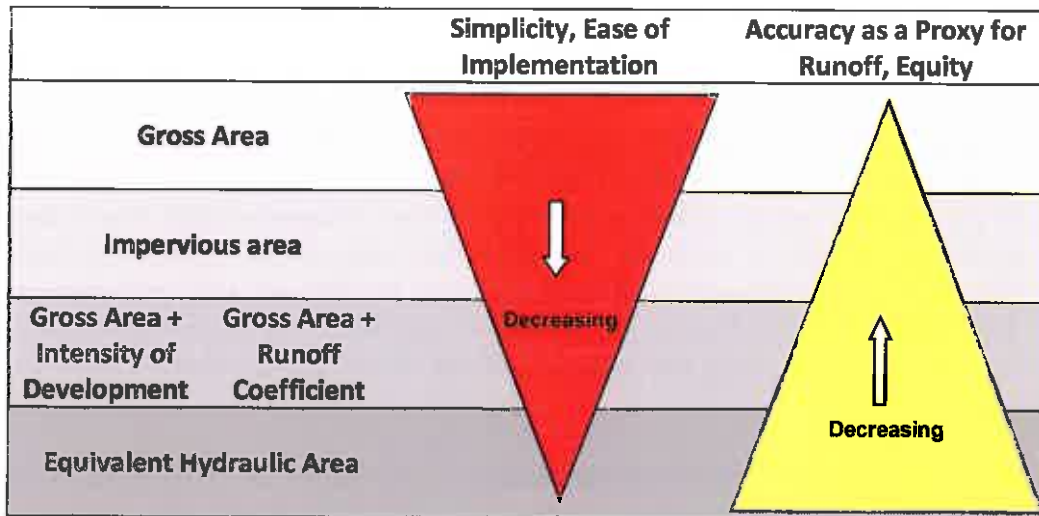 Simplicity, Ease of
Implementation
Accuracy as a Proxy for
Runoff, Equity
Gross Area
Impervious area
Gross Area +
Intensity of
Development
Gross Area +
Runoff
Coefficient
Decreasing
Decreasing
Equivalent Hydraulic Area